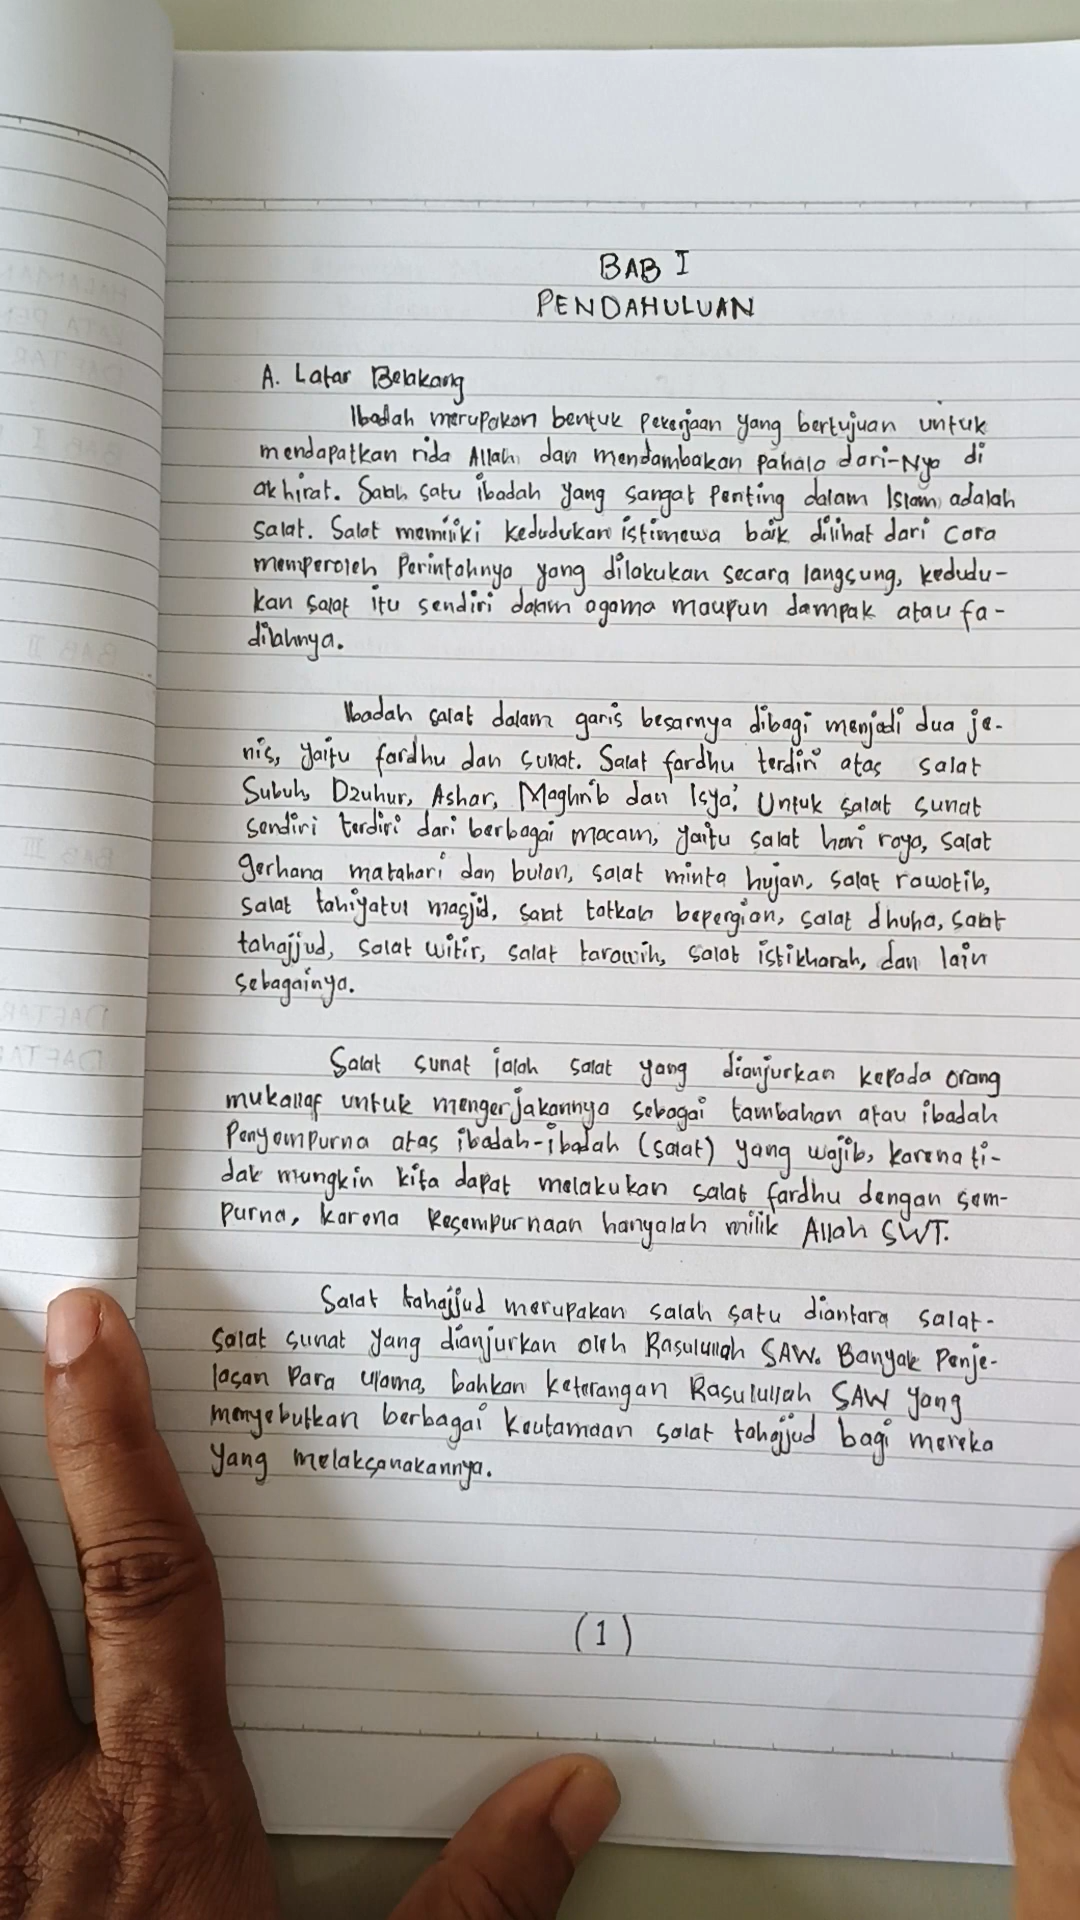 BAB I
PENDAHULUAN
A. Latar Belakang
Ibadah merupakan bentuk pekerjaan yang bertujuan untuk
mendapatkan rida Allah, dan mendambakan pahala dari-Nya di
akhirat. Salah satu ibadah yang sangat penting dalam Islam adalah
salat. Salat memiliki kedudukan istimewa baik dilihat dari cara
memperoleh perintahnya yang dilakukan secara langsung, kedudu-
kan salat itu sendiri dalam agama maupun dampak atau fa-
dilahnya.
Ibadah salat dalam garis besarnya dibagi menjadi dua je-
nis, yaitu fardhu dan sunat. Salat fardhu terdiri atas salat
Subuh, Dzuhur, Ashar, Maghrib dan Isya'. Untuk salat sunat
sendiri terdiri dari berbagai macam, yaitu salat hari raya, salat
gerhana matahari dan bulan, salat minta hujan, salat rawatib,
salat tahiyatul masjid, salat tatkala bepergian, salat dhuha, salat
tahajjud, salat witir, salat tarawih, salat istikharah, dan lain
sebagainya.
Salat sunat ialah salat yang dianjurkan kepada orang
mukallaf untuk mengerjakannya sebagai tambahan atau ibadah
Penyempurna atas ibadah-ibadah (salat) yang wajib, karena ti-
dak mungkin kita dapat melakukan salat fardhu dengan sem-
purna, karena kesempurnaan hanyalah milik Allah SWT.
Salat tahajjud merupakan salah satu diantara salat-
salat sunat yang dianjurkan oleh Rasulullah SAW. Banyak Penje-
lasan Para ulama, bahkan keterangan Rasulullah SAW yang
menyebutkan berbagai keutamaan salat tahajjud bagi mereka
yang melaksanakannya.
(1)